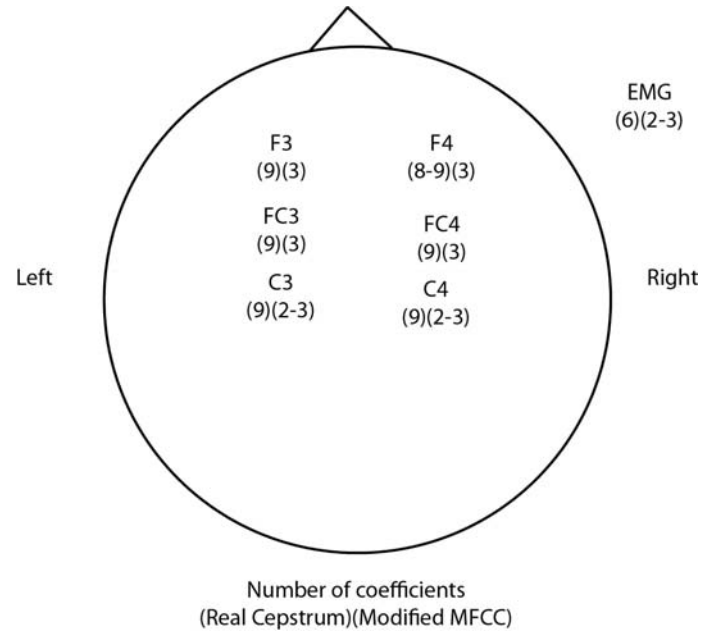 EMG
(6)(2-3)
F3
(9)(3)
F4
(8-9)(3)
FC3
(9)(3)
FC4
(9)(3)
Left
C3
(9)(2-3)
C4
(9)(2-3)
Right
Number of coefficients
(Real Cepstrum)(Modified MFCC)